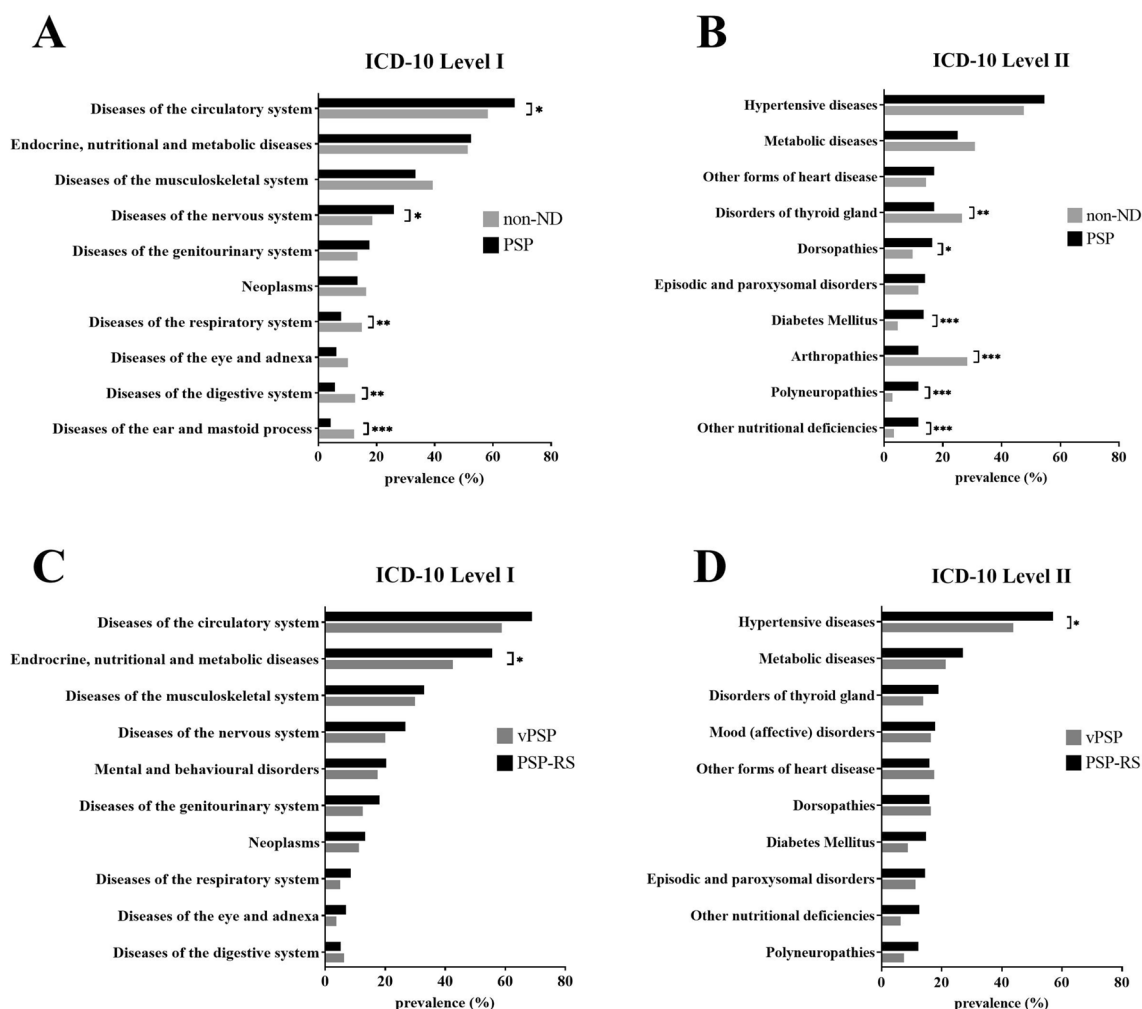 A
ICD-10 Level I
Diseases of the circulatory system
*
Endocrine, nutritional and metabolic diseases
Diseases of the musculoskeletal system
Diseases of the nervous system
*
Diseases of the genitourinary system
Neoplasms
Diseases of the respiratory system
**
Diseases of the eye and adnexa
Diseases of the digestive system
**
Diseases of the ear and mastoid process
***
non-ND
PSP
0 20 40 60 80
prevalence (%)
B
ICD-10 Level II
Hypertensive diseases
Metabolic diseases
Other forms of heart disease
Disorders of thyroid gland
**
Dorsopathies
*
Episodic and paroxysomal disorders
Diabetes Mellitus
***
Arthropathies
***
Polyneuropathies
***
Other nutritional deficiencies
***
non-ND
PSP
0 20 40 60 80
prevalence (%)
C
ICD-10 Level I
Diseases of the circulatory system
Endrocrine, nutritional and metabolic diseases
*
Diseases of the musculoskeletal system
Diseases of the nervous system
Mental and behavioural disorders
Diseases of the genitourinary system
Neoplasms
Diseases of the respiratory system
Diseases of the eye and adnexa
Diseases of the digestive system
vPSP
PSP-RS
0 20 40 60 80
prevalence (%)
D
ICD-10 Level II
Hypertensive diseases
*
Metabolic diseases
Disorders of thyroid gland
Mood (affective) disorders
Other forms of heart disease
Dorsopathies
Diabetes Mellitus
Episodic and paroxysomal disorders
Other nutritional deficiencies
Polyneuropathies
vPSP
PSP-RS
0 20 40 60 80
prevalence (%)